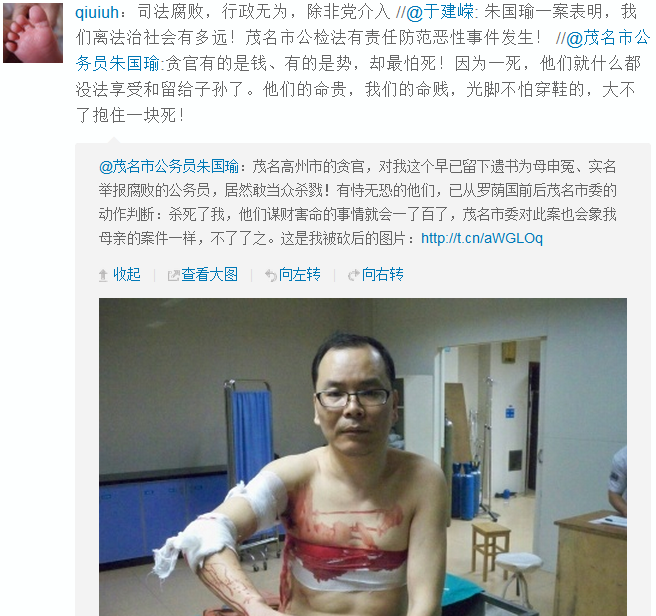 qiuiuh：司法腐败，行政无为，除非党介入 //@于建嵘: 朱国瑜一案表明，我
们离法治社会有多远！茂名市公检法有责任防范恶性事件发生！ //@茂名市公
务员朱国瑜:贪官有的是钱、有的是势，却最怕死！因为一死，他们就什么都
没法享受和留给子孙了。他们的命贵，我们的命贱，光脚不怕穿鞋的，大不
了抱住一块死！
@茂名市公务员朱国瑜：茂名高州市的贪官，对我这个早已留下遗书为母申冤、实名
举报腐败的公务员，居然敢当众杀戮！有恃无恐的他们，已从罗荫国前后茂名市委的
动作判断：杀死了我，他们谋财害命的事情就会一了百了，茂名市委对此案也会象我
母亲的案件一样，不了了之。这是我被砍后的图片：http://t.cn/aWGLOq
收起 | 查看大图 | 向左转 | 向右转